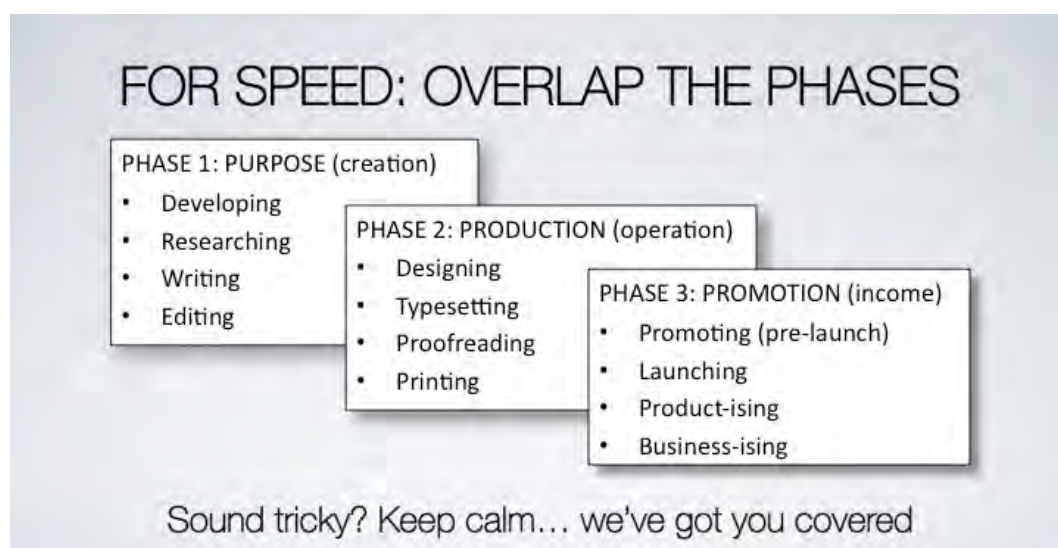 FOR SPEED: OVERLAP THE PHASES
PHASE 1: PURPOSE (creation)
• Developing
• Researching
• Writing
• Editing
PHASE 2: PRODUCTION (operation)
• Designing
• Typesetting
• Proofreading
• Printing
PHASE 3: PROMOTION (income)
• Promoting (pre-launch)
• Launching
• Product-ising
• Business-ising
Sound tricky? Keep calm... we've got you covered